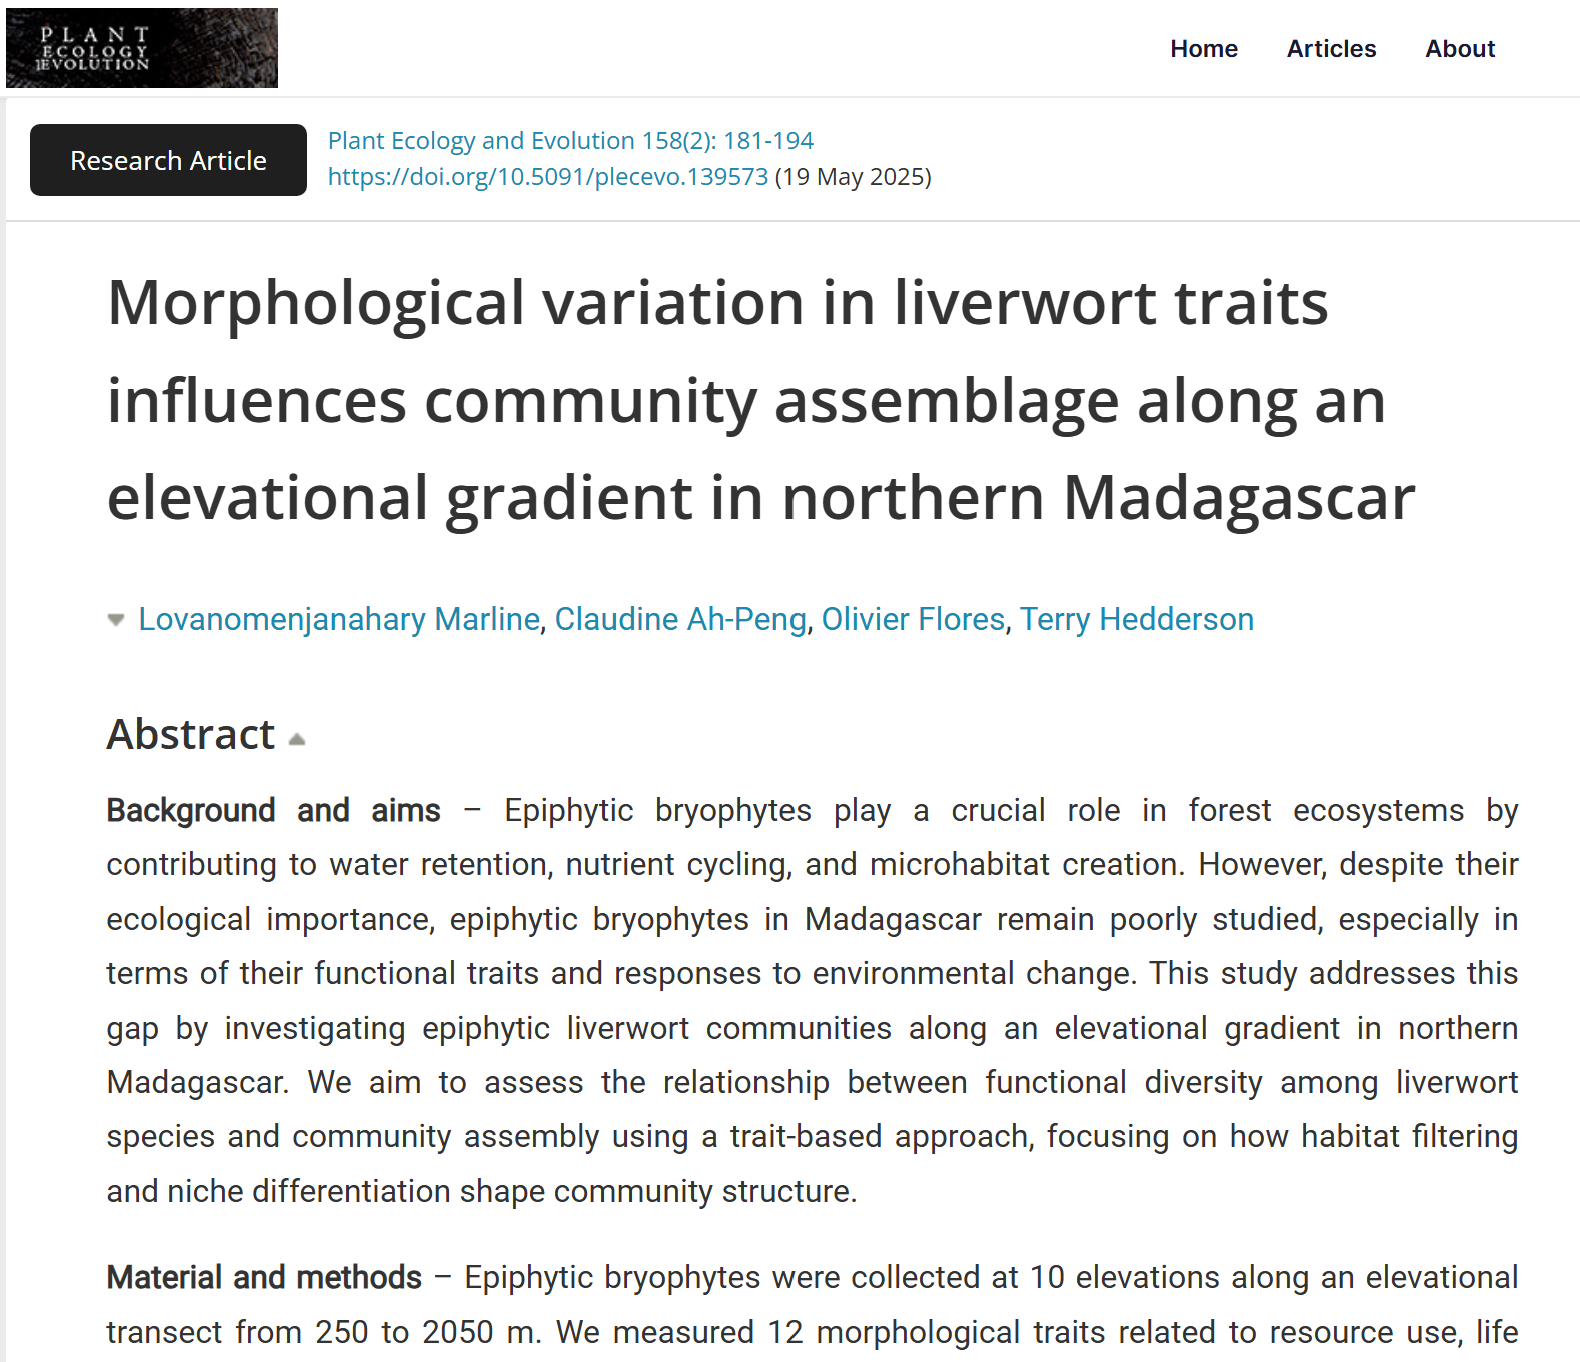 PLANT
ECOLOGY
EVOLUTION
Home Articles About
Research Article
Plant Ecology and Evolution 158(2): 181-194
https://doi.org/10.5091/plecevo.139573 (19 May 2025)
Morphological variation in liverwort traits
influences community assemblage along an
elevational gradient in northern Madagascar
Lovanomenjanahary Marline, Claudine Ah-Peng, Olivier Flores, Terry Hedderson
Abstract
Background and aims – Epiphytic bryophytes play a crucial role in forest ecosystems by
contributing to water retention, nutrient cycling, and microhabitat creation. However, despite their
ecological importance, epiphytic bryophytes in Madagascar remain poorly studied, especially in
terms of their functional traits and responses to environmental change. This study addresses this
gap by investigating epiphytic liverwort communities along an elevational gradient in northern
Madagascar. We aim to assess the relationship between functional diversity among liverwort
species and community assembly using a trait-based approach, focusing on how habitat filtering
and niche differentiation shape community structure.
Material and methods – Epiphytic bryophytes were collected at 10 elevations along an elevational
transect from 250 to 2050 m. We measured 12 morphological traits related to resource use, life